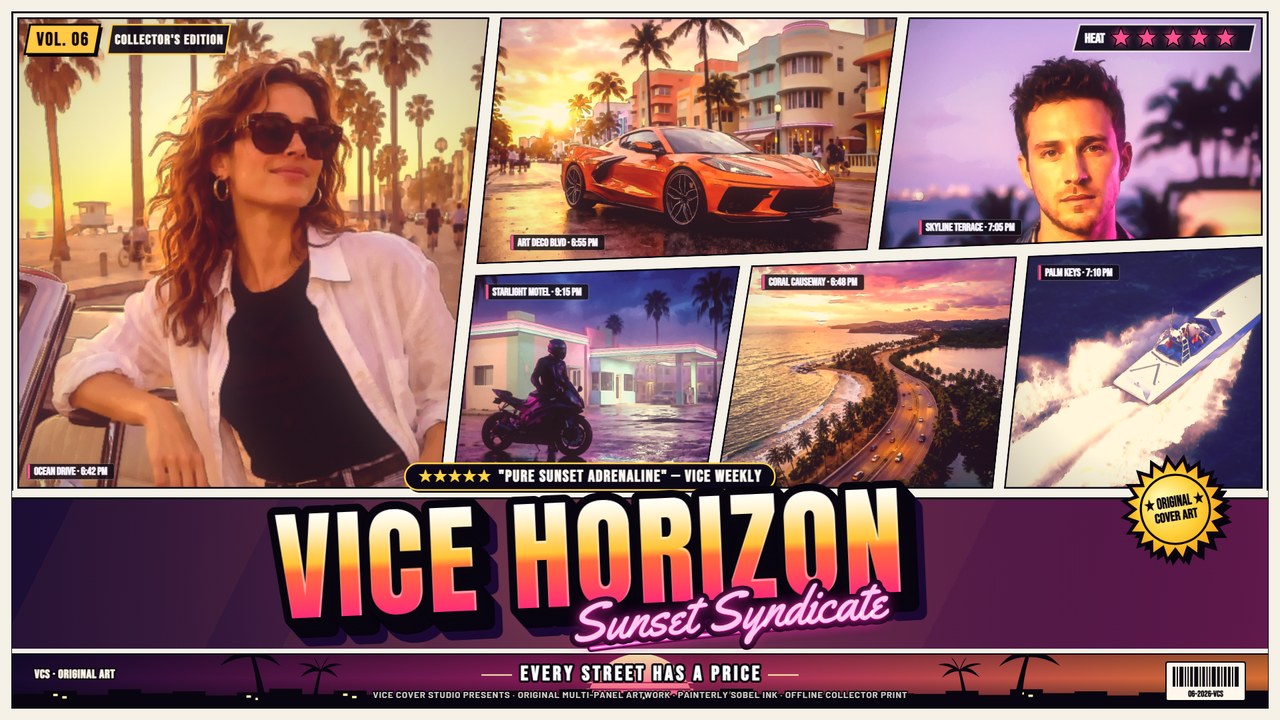 VOL. 06
COLLECTOR'S EDITION
HEAT
SKYLINE TERRACE · 7:05 PM
ART DECO BLVD · 6:55 PM
STARLIGHT MOTEL · 9:15 PM
CORAL CAUSEWAY · 6:48 PM
PALM KEYS · 7:10 PM
OCEAN DRIVE · 6:42 PM
★★★★★ "PURE SUNSET ADRENALINE" — VICE WEEKLY
★ ORIGINAL ★
COVER ART
VICE HORIZON
Sunset Syndicate
VCS · ORIGINAL ART
EVERY STREET HAS A PRICE
VICE COVER STUDIO PRESENTS · ORIGINAL MULTI-PANEL ARTWORK · PAINTERLY SOBEL INK · OFFLINE COLLECTOR PRINT
06-2026-VCS